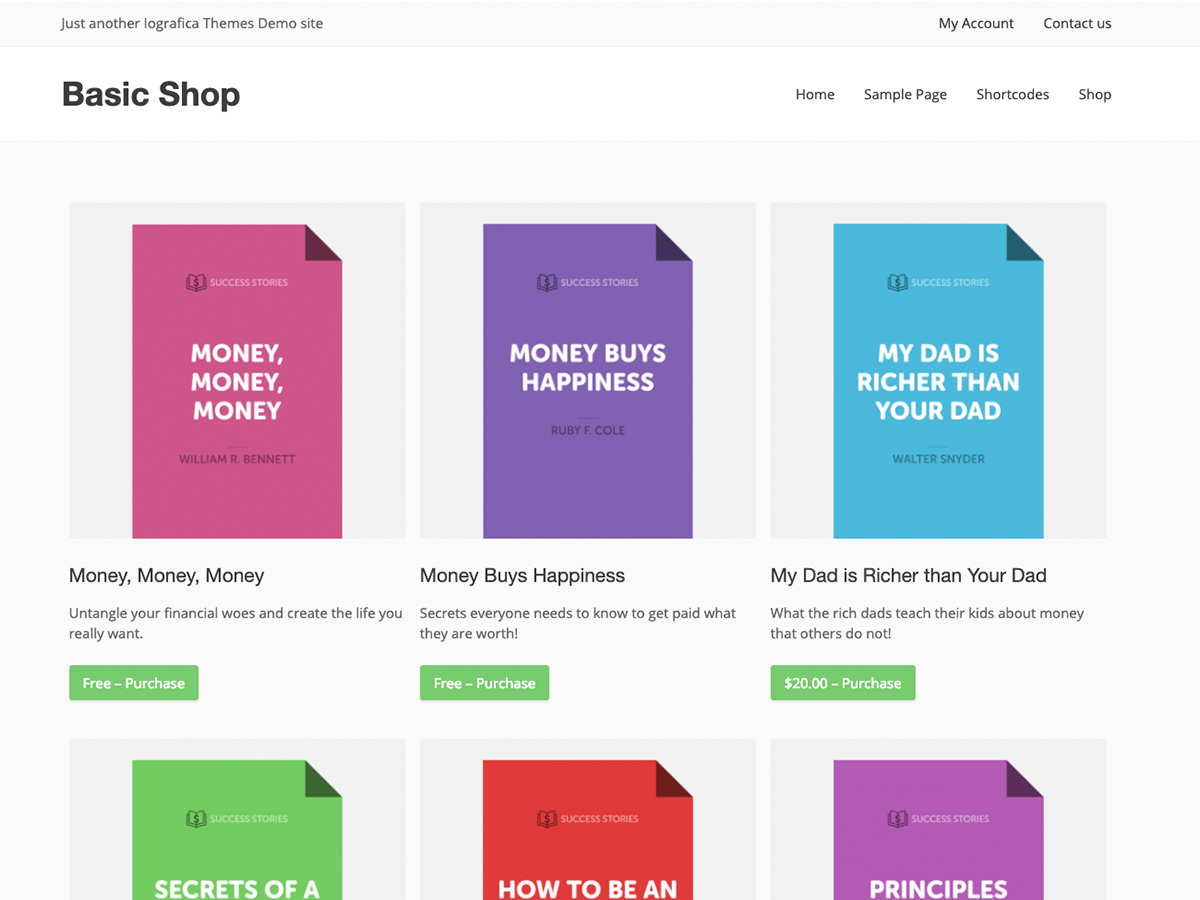 Just another lografica Themes Demo site
My Account
Contact us
Basic Shop
Home
Sample Page
Shortcodes
Shop
SUCCESS STORIES
MONEY,
MONEY,
MONEY
WILLIAM R. BENNETT
SUCCESS STORIES
MONEY BUYS
HAPPINESS
RUBY F. COLE
SUCCESS STORIES
MY DAD IS
RICHER THAN
YOUR DAD
WALTER SNYDER
Money, Money, Money
Untangle your financial woes and create the life you
really want.
Free – Purchase
Money Buys Happiness
Secrets everyone needs to know to get paid what
they are worth!
Free – Purchase
My Dad is Richer than Your Dad
What the rich dads teach their kids about money
that others do not!
$20.00 – Purchase
SUCCESS STORIES
SECRETS OF A
SUCCESS STORIES
HOW TO BE AN
SUCCESS STORIES
PRINCIPLES